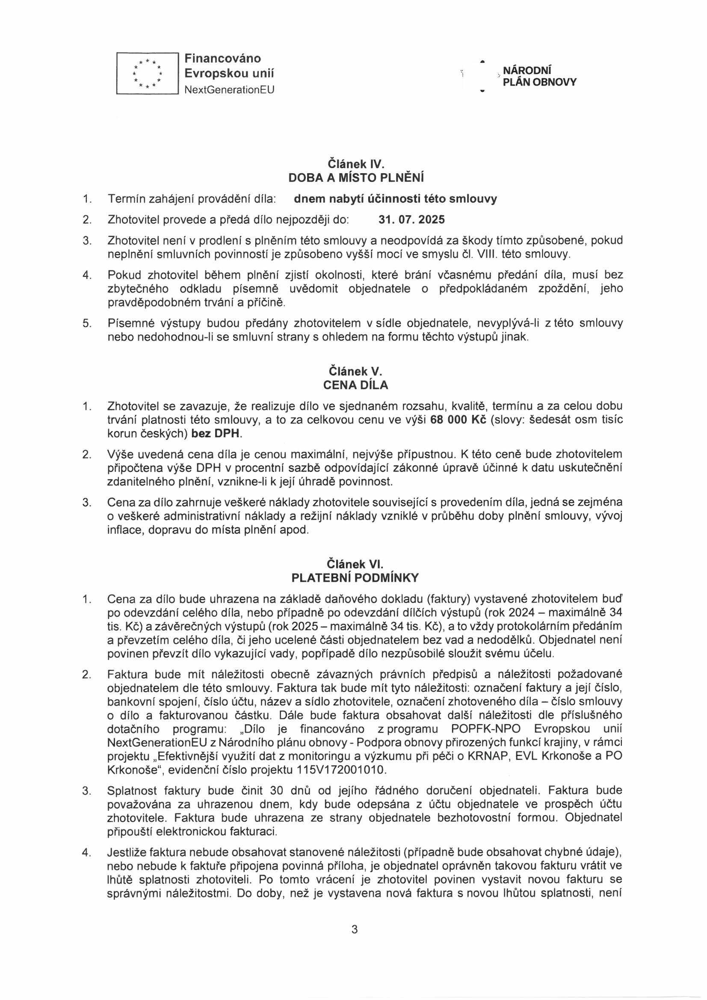 Financováno
Evropskou unií
NextGenerationEU
NÁRODNÍ
PLÁN OBNOVY
Článek IV.
DOBA A MÍSTO PLNĚNÍ
1. Termín zahájení provádění díla: dnem nabytí účinnosti této smlouvy
2. Zhotovitel provede a předá dílo nejpozději do: 31. 07. 2025
3. Zhotovitel není v prodlení s plněním této smlouvy a neodpovídá za škody tímto způsobené, pokud
neplnění smluvních povinností je způsobeno vyšší mocí ve smyslu čl. VIII. této smlouvy.
4. Pokud zhotovitel během plnění zjistí okolnosti, které brání včasnému předání díla, musí bez
zbytečného odkladu písemně uvědomit objednatele o předpokládaném zpoždění, jeho
pravděpodobném trvání a příčině.
5. Písemné výstupy budou předány zhotovitelem v sídle objednatele, nevyplývá-li z této smlouvy
nebo nedohodnou-li se smluvní strany s ohledem na formu těchto výstupů jinak.
Článek V.
CENA DÍLA
1. Zhotovitel se zavazuje, že realizuje dílo ve sjednaném rozsahu, kvalitě, termínu a za celou dobu
trvání platnosti této smlouvy, a to za celkovou cenu ve výši 68 000 Kč (slovy: šedesát osm tisíc
korun českých) bez DPH.
2. Výše uvedená cena díla je cenou maximální, nejvýše přípustnou. K této ceně bude zhotovitelem
připočtena výše DPH v procentní sazbě odpovídající zákonné úpravě účinné k datu uskutečnění
zdanitelného plnění, vznikne-li k její úhradě povinnost.
3. Cena za dílo zahrnuje veškeré náklady zhotovitele související s provedením díla, jedná se zejména
o veškeré administrativní náklady a režijní náklady vzniklé v průběhu doby plnění smlouvy, vývoj
inflace, dopravu do místa plnění apod.
Článek VI.
PLATEBNÍ PODMÍNKY
1. Cena za dílo bude uhrazena na základě daňového dokladu (faktury) vystavené zhotovitelem buď
po odevzdání celého díla, nebo případně po odevzdání dílčích výstupů (rok 2024 – maximálně 34
tis. Kč) a závěrečných výstupů (rok 2025 – maximálně 34 tis. Kč), a to vždy protokolárním předáním
a převzetím celého díla, či jeho ucelené části objednatelem bez vad a nedodělků. Objednatel není
povinen převzít dílo vykazující vady, popřípadě dílo nezpůsobilé sloužit svému účelu.
2. Faktura bude mít náležitosti obecně závazných právních předpisů a náležitosti požadované
objednatelem dle této smlouvy. Faktura tak bude mít tyto náležitosti: označení faktury a její číslo,
bankovní spojení, číslo účtu, název a sídlo zhotovitele, označení zhotoveného díla – číslo smlouvy
o dílo a fakturovanou částku. Dále bude faktura obsahovat další náležitosti dle příslušného
dotačního programu: „Dílo je financováno z programu POPFK-NPO Evropskou unií
NextGenerationEU z Národního plánu obnovy - Podpora obnovy přirozených funkcí krajiny, v rámci
projektu „Efektivnější využití dat z monitoringu a výzkumu při péči o KRNAP, EVL Krkonoše a PO
Krkonoše“, evidenční číslo projektu 115V172001010.
3. Splatnost faktury bude činit 30 dnů od jejího řádného doručení objednateli. Faktura bude
považována za uhrazenou dnem, kdy bude odepsána z účtu objednatele ve prospěch účtu
zhotovitele. Faktura bude uhrazena ze strany objednatele bezhotovostní formou. Objednatel
připouští elektronickou fakturaci.
4. Jestliže faktura nebude obsahovat stanovené náležitosti (případně bude obsahovat chybné údaje),
nebo nebude k faktuře připojena povinná příloha, je objednatel oprávněn takovou fakturu vrátit ve
lhůtě splatnosti zhotoviteli. Po tomto vrácení je zhotovitel povinen vystavit novou fakturu se
správnými náležitostmi. Do doby, než je vystavena nová faktura s novou lhůtou splatnosti, není
3